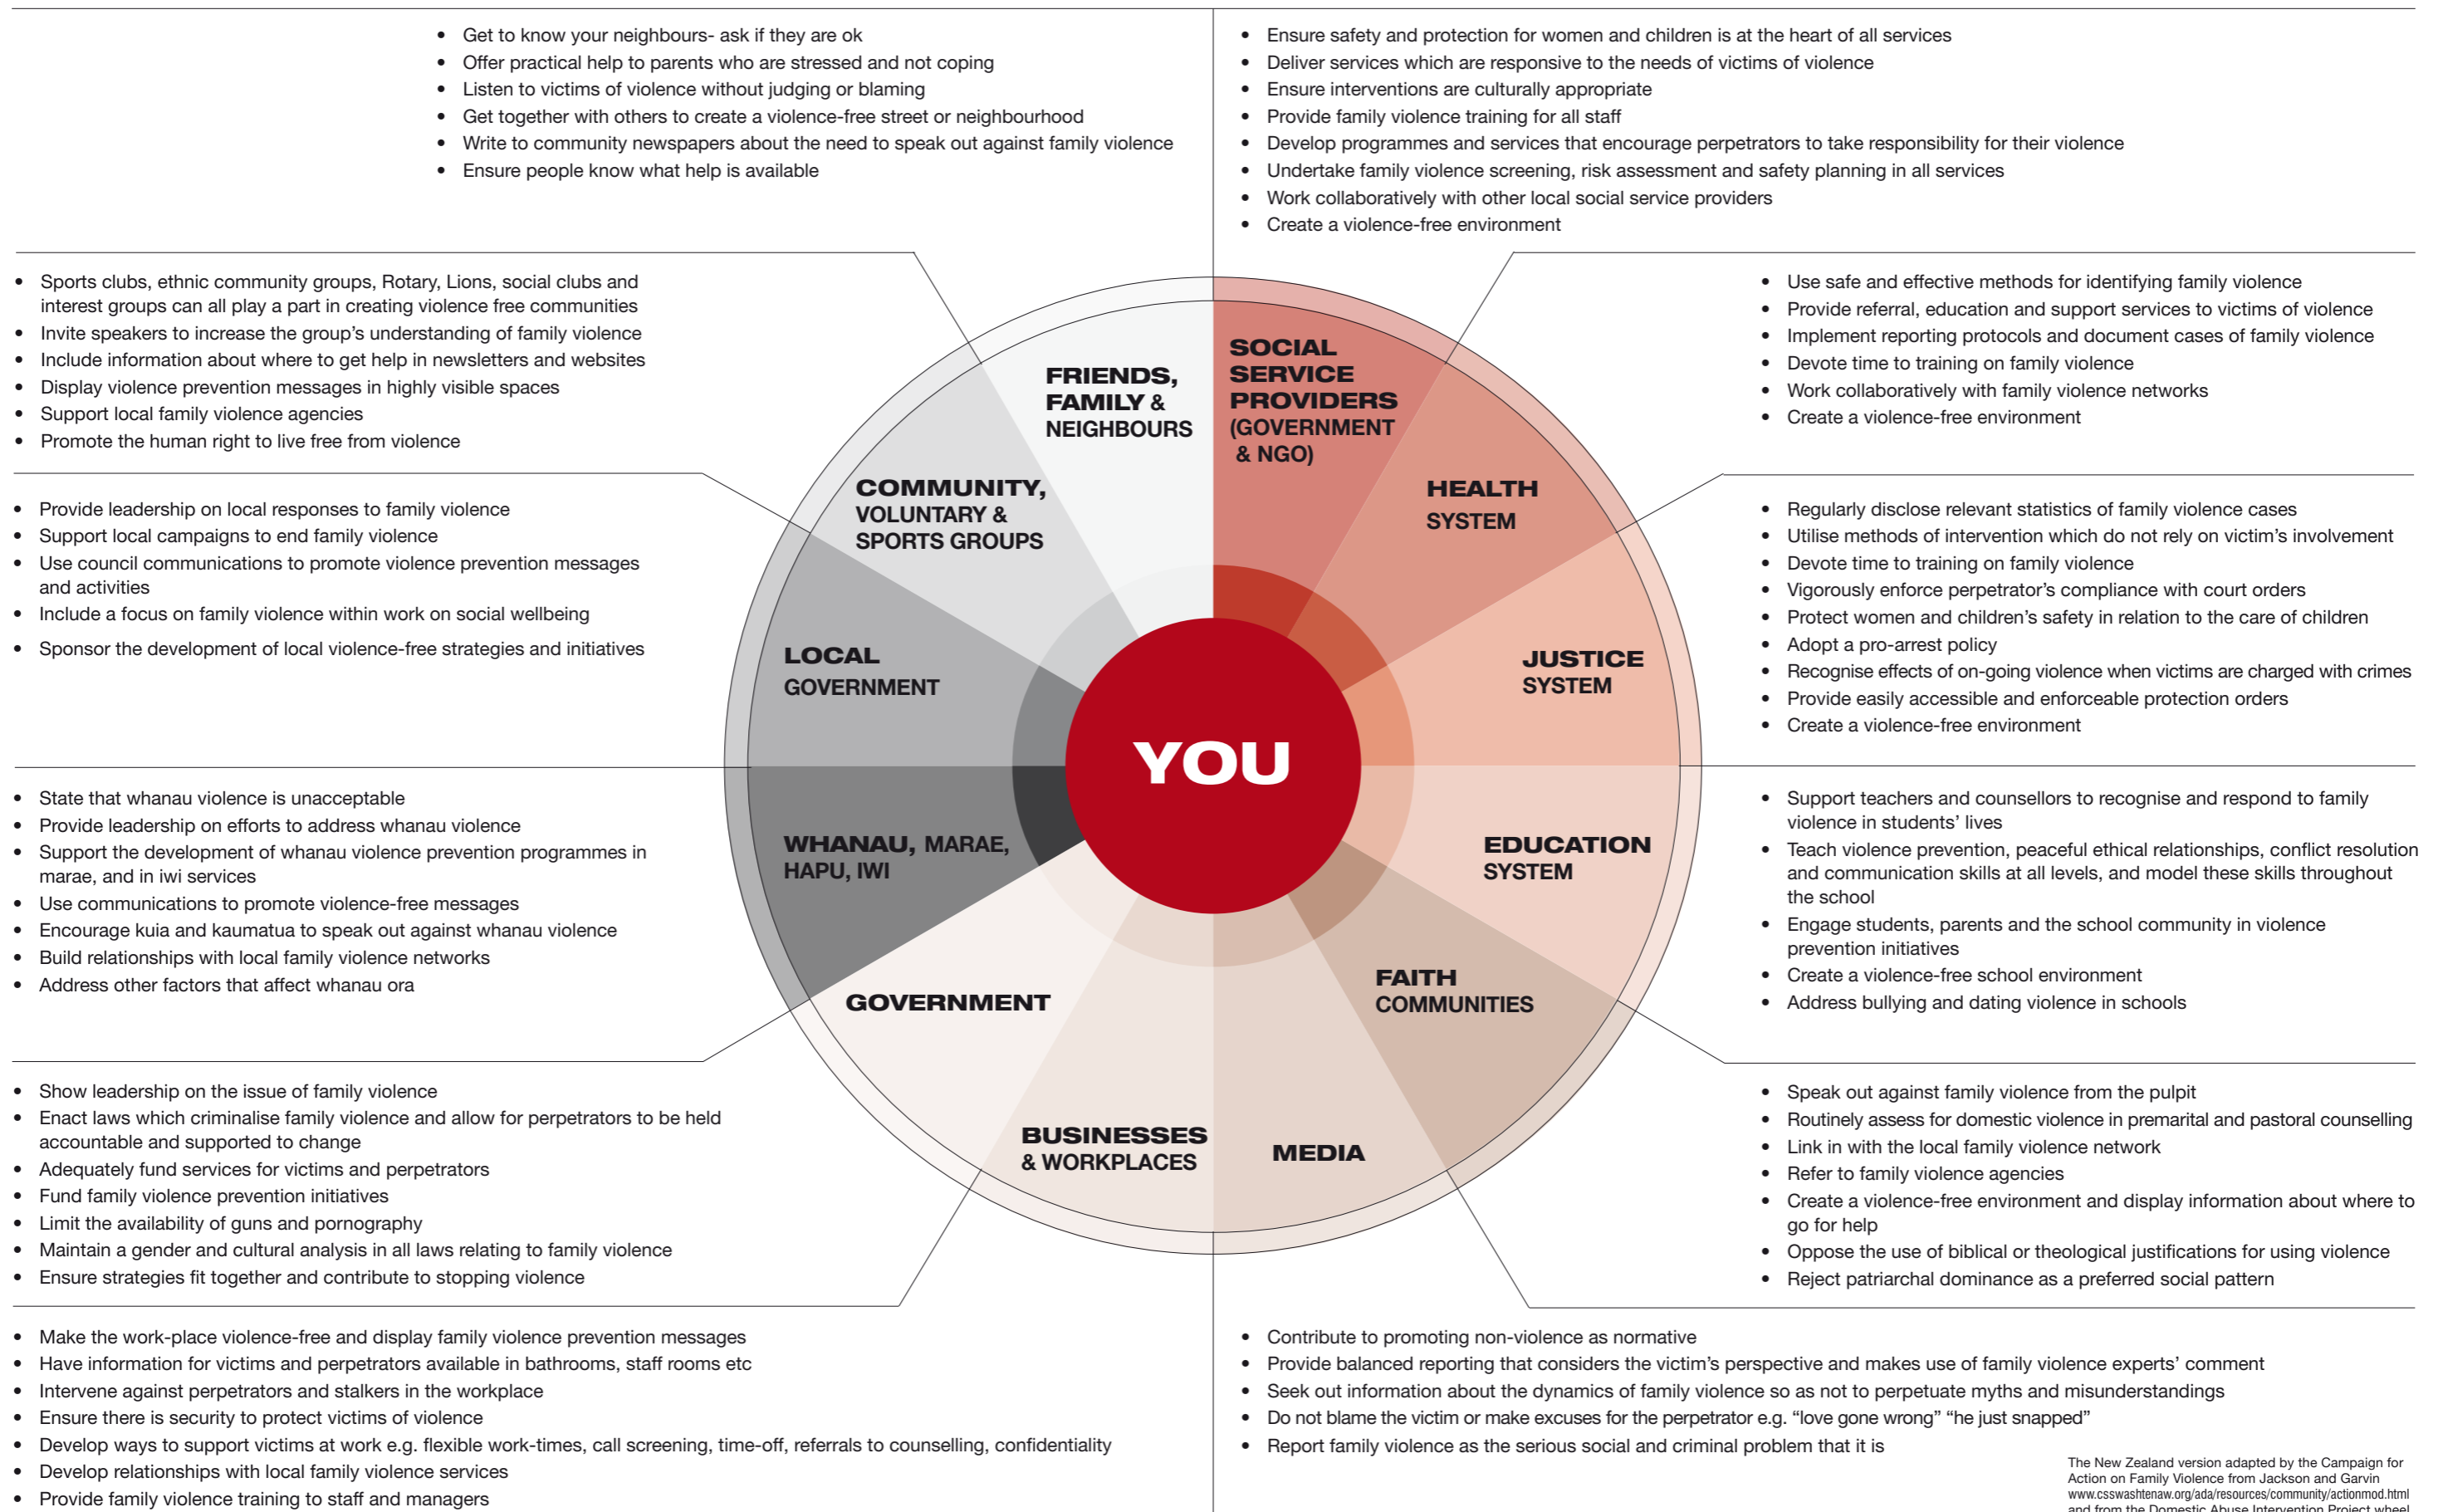 • Get to know your neighbours- ask if they are ok
• Offer practical help to parents who are stressed and not coping
• Listen to victims of violence without judging or blaming
• Get together with others to create a violence-free street or neighbourhood
• Write to community newspapers about the need to speak out against family violence
• Ensure people know what help is available
• Ensure safety and protection for women and children is at the heart of all services
• Deliver services which are responsive to the needs of victims of violence
• Ensure interventions are culturally appropriate
• Provide family violence training for all staff
• Develop programmes and services that encourage perpetrators to take responsibility for their violence
• Undertake family violence screening, risk assessment and safety planning in all services
• Work collaboratively with other local social service providers
• Create a violence-free environment
• Sports clubs, ethnic community groups, Rotary, Lions, social clubs and
interest groups can all play a part in creating violence free communities
• Invite speakers to increase the group's understanding of family violence
• Include information about where to get help in newsletters and websites
• Display violence prevention messages in highly visible spaces
• Support local family violence agencies
• Promote the human right to live free from violence
• Provide leadership on local responses to family violence
• Support local campaigns to end family violence
• Use council communications to promote violence prevention messages
and activities
• Include a focus on family violence within work on social wellbeing
• Sponsor the development of local violence-free strategies and initiatives
• State that whanau violence is unacceptable
• Provide leadership on efforts to address whanau violence
• Support the development of whanau violence prevention programmes in
marae, and in iwi services
• Use communications to promote violence-free messages
• Encourage kuia and kaumatua to speak out against whanau violence
• Build relationships with local family violence networks
• Address other factors that affect whanau ora
• Show leadership on the issue of family violence
• Enact laws which criminalise family violence and allow for perpetrators to be held
accountable and supported to change
• Adequately fund services for victims and perpetrators
• Fund family violence prevention initiatives
• Limit the availability of guns and pornography
• Maintain a gender and cultural analysis in all laws relating to family violence
• Ensure strategies fit together and contribute to stopping violence
• Make the work-place violence-free and display family violence prevention messages
• Have information for victims and perpetrators available in bathrooms, staff rooms etc
• Intervene against perpetrators and stalkers in the workplace
• Ensure there is security to protect victims of violence
• Develop ways to support victims at work e.g. flexible work-times, call screening, time-off, referrals to counselling, confidentiality
• Develop relationships with local family violence services
• Provide family violence training to staff and managers
FRIENDS,
FAMILY &
NEIGHBOURS
SOCIAL
SERVICE
PROVIDERS
(GOVERNMENT
& NGO)
COMMUNITY,
VOLUNTARY &
SPORTS GROUPS
HEALTH
SYSTEM
LOCAL
GOVERNMENT
JUSTICE
SYSTEM
YOU
WHANAU, MARAE,
HAPU, IWI
EDUCATION
SYSTEM
GOVERNMENT
FAITH
COMMUNITIES
BUSINESSES
& WORKPLACES
MEDIA
• Use safe and effective methods for identifying family violence
• Provide referral, education and support services to victims of violence
• Implement reporting protocols and document cases of family violence
• Devote time to training on family violence
• Work collaboratively with family violence networks
• Create a violence-free environment
• Regularly disclose relevant statistics of family violence cases
• Utilise methods of intervention which do not rely on victim's involvement
• Devote time to training on family violence
• Vigorously enforce perpetrator's compliance with court orders
• Protect women and children's safety in relation to the care of children
• Adopt a pro-arrest policy
• Recognise effects of on-going violence when victims are charged with crimes
• Provide easily accessible and enforceable protection orders
• Create a violence-free environment
• Support teachers and counsellors to recognise and respond to family
violence in students' lives
• Teach violence prevention, peaceful ethical relationships, conflict resolution
and communication skills at all levels, and model these skills throughout
the school
• Engage students, parents and the school community in violence
prevention initiatives
• Create a violence-free school environment
• Address bullying and dating violence in schools
• Speak out against family violence from the pulpit
• Routinely assess for domestic violence in premarital and pastoral counselling
• Link in with the local family violence network
• Refer to family violence agencies
• Create a violence-free environment and display information about where to
go for help
• Oppose the use of biblical or theological justifications for using violence
• Reject patriarchal dominance as a preferred social pattern
• Contribute to promoting non-violence as normative
• Provide balanced reporting that considers the victim's perspective and makes use of family violence experts' comment
• Seek out information about the dynamics of family violence so as not to perpetuate myths and misunderstandings
• Do not blame the victim or make excuses for the perpetrator e.g. "love gone wrong" "he just snapped"
• Report family violence as the serious social and criminal problem that it is
The New Zealand version adapted by the Campaign for
Action on Family Violence from Jackson and Garvin
www.csswashtenaw.org/ada/resources/community/actionmod.html
and from the Domestic Abuse Intervention Project wheel